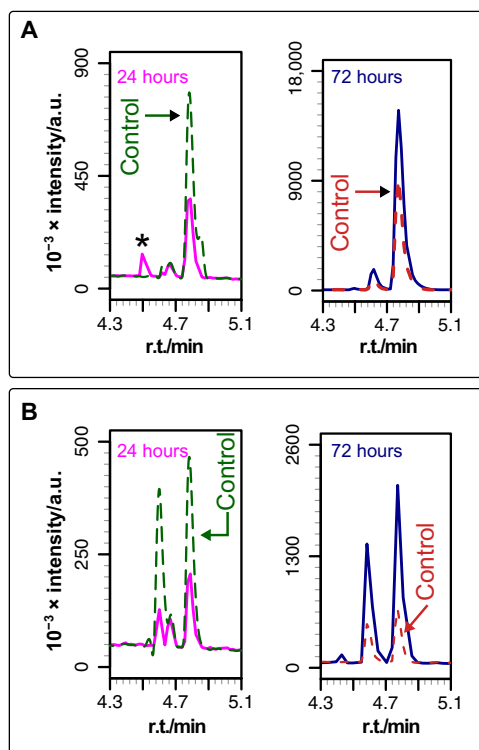 A
900
450
0
10⁻³ × intensity/a.u.
24 hours
Control
*
4.3 4.7 5.1
r.t./min
18,000
9000
0
72 hours
Control
4.3 4.7 5.1
r.t./min
B
500
250
0
10⁻³ × intensity/a.u.
24 hours
Control
4.3 4.7 5.1
r.t./min
2600
1300
0
72 hours
Control
4.3 4.7 5.1
r.t./min